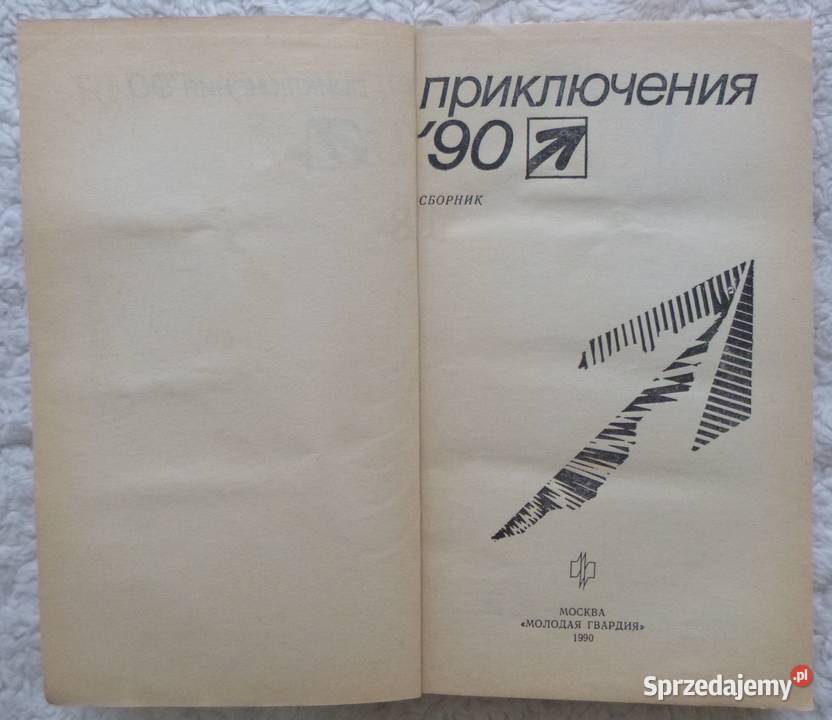 приключения
'90
СБОРНИК
МОСКВА
«МОЛОДАЯ ГВАРДИЯ»
1990
Sprzedajemy.pl